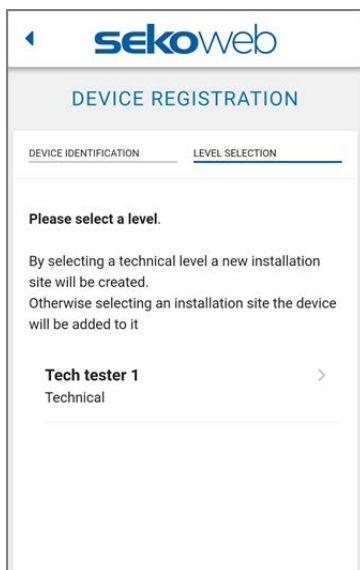 sekoweb
DEVICE REGISTRATION
DEVICE IDENTIFICATION LEVEL SELECTION
Please select a level.
By selecting a technical level a new installation
site will be created.
Otherwise selecting an installation site the device
will be added to it
Tech tester 1
Technical